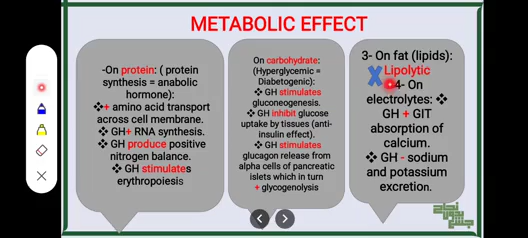 METABOLIC EFFECT
-On protein: ( protein
synthesis = anabolic
hormone):
❖+ amino acid transport
across cell membrane.
❖ GH+ RNA synthesis.
❖ GH produce positive
nitrogen balance.
❖ GH stimulates
erythropoiesis
On carbohydrate:
(Hyperglycemic =
Diabetogenic):
❖ GH stimulates
gluconeogenesis.
❖ GH inhibit glucose
uptake by tissues (anti-
insulin effect).
❖ GH stimulates
glucagon release from
alpha cells of pancreatic
islets which in turn
+ glycogenolysis
3- On fat (lipids):
Lipolytic
4- On
electrolytes: ❖
GH + GIT
absorption of
calcium.
❖ GH - sodium
and potassium
excretion.